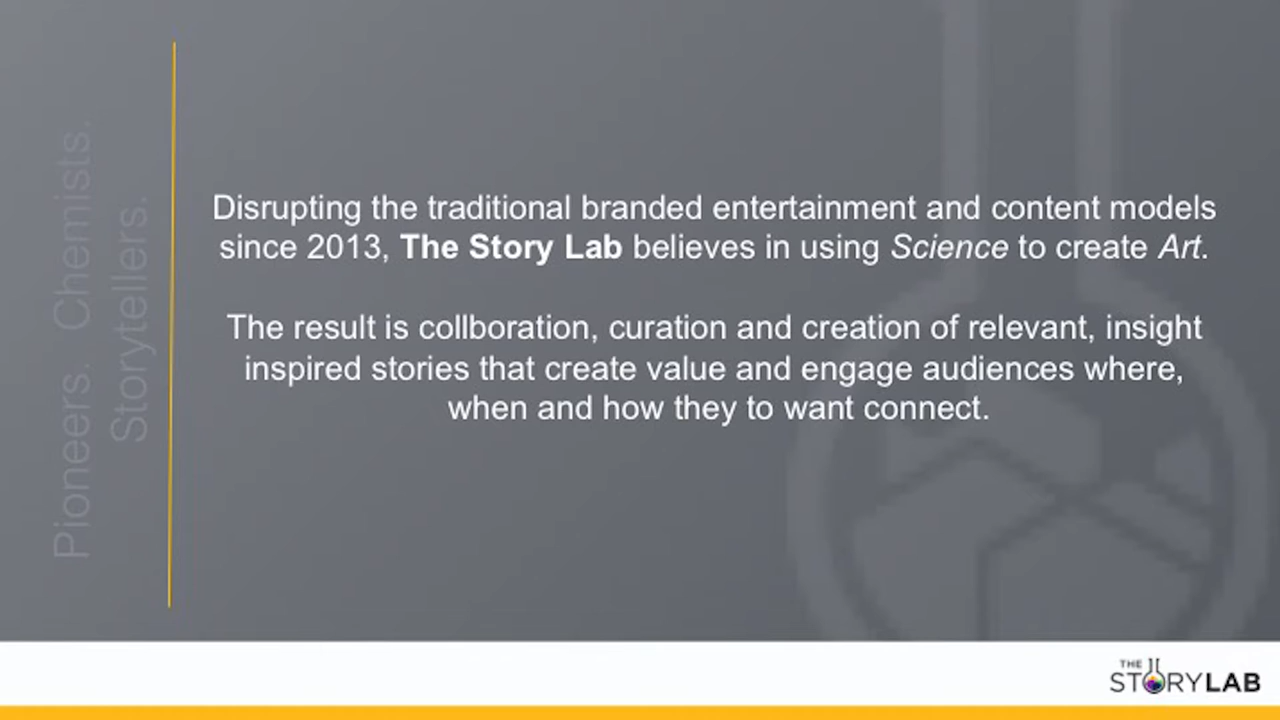 Pioneers. Chemists.
Storytellers.
Disrupting the traditional branded entertainment and content models
since 2013, The Story Lab believes in using Science to create Art.
The result is collboration, curation and creation of relevant, insight
inspired stories that create value and engage audiences where,
when and how they to want connect.
THE
STORYLAB